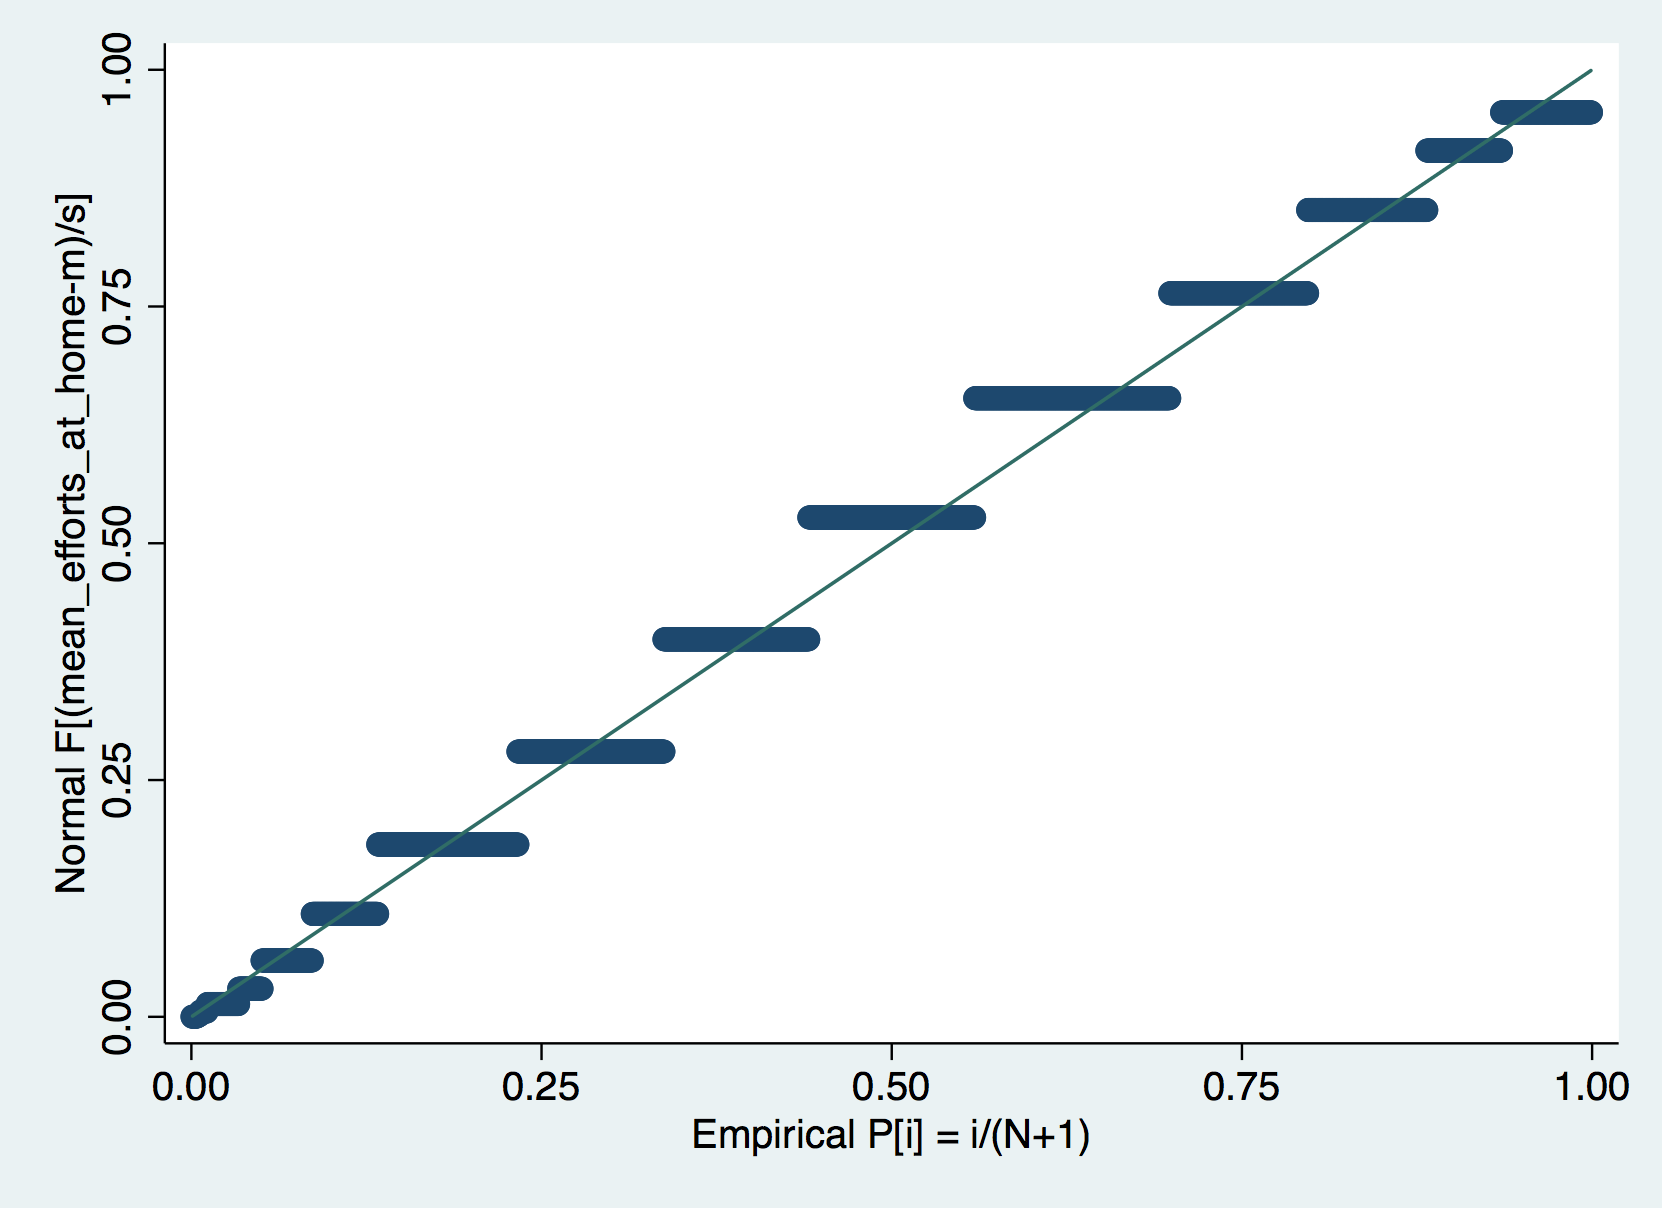 Normal F[(mean_efforts_at_home-m)/s]
1.00
0.75
0.50
0.25
0.00
0.00 0.25 0.50 0.75 1.00
Empirical P[i] = i/(N+1)